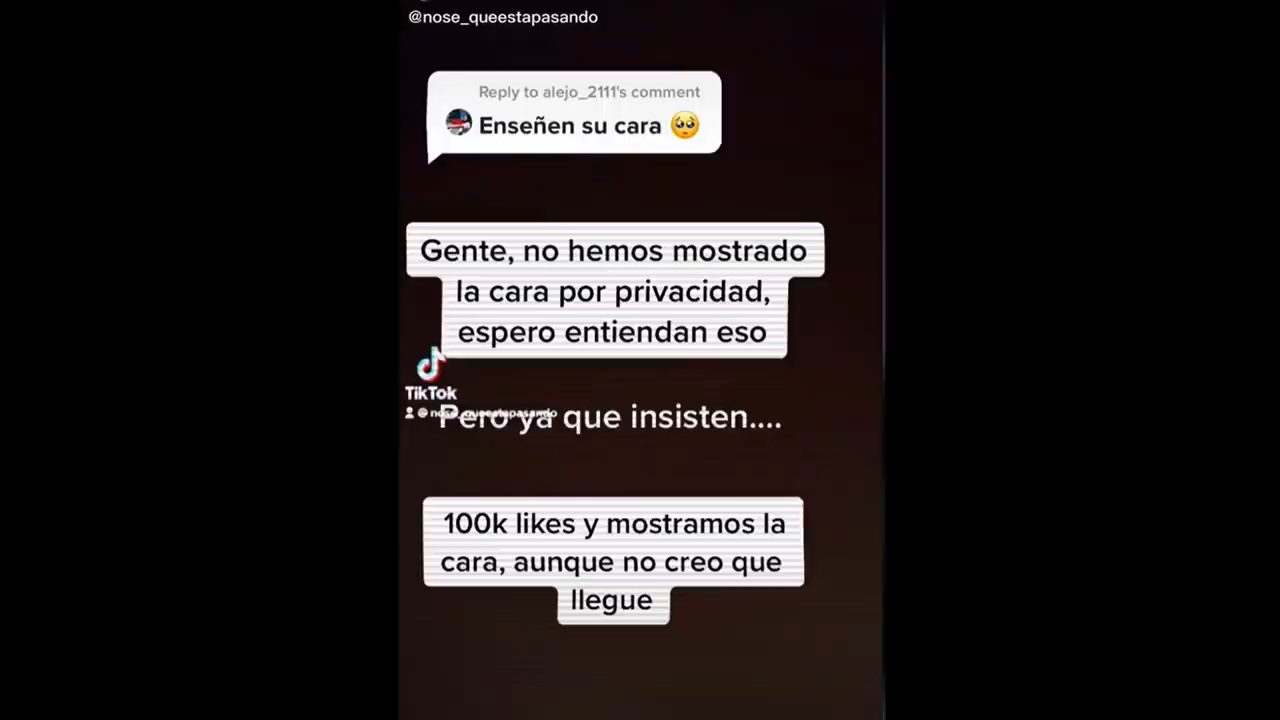 @nose_queestapasando
Reply to alejo_2111's comment
Enseñen su cara 🥺
Gente, no hemos mostrado
la cara por privacidad,
espero entiendan eso
TikTok
@nose_queestapasando
Pero ya que insisten....
100k likes y mostramos la
cara, aunque no creo que
llegue